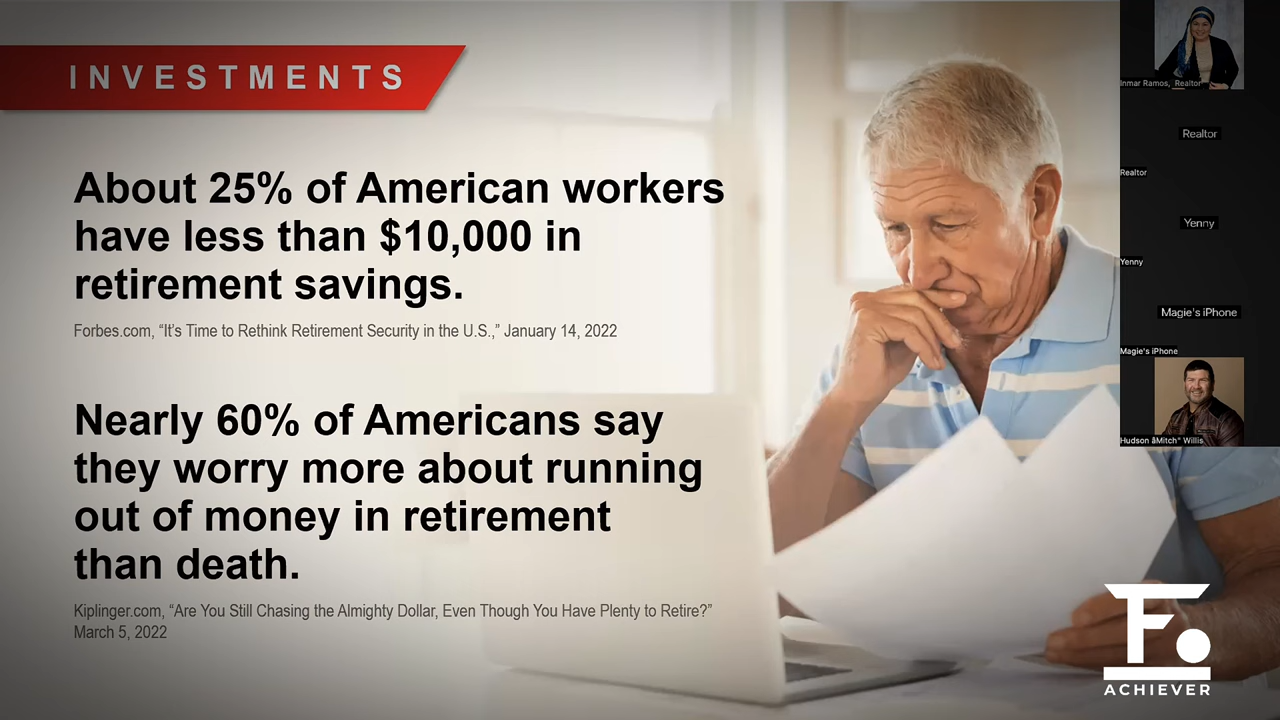 INVESTMENTS
About 25% of American workers
have less than $10,000 in
retirement savings.
Forbes.com, “It’s Time to Rethink Retirement Security in the U.S.,” January 14, 2022
Nearly 60% of Americans say
they worry more about running
out of money in retirement
than death.
Kiplinger.com, “Are You Still Chasing the Almighty Dollar, Even Though You Have Plenty to Retire?”
March 5, 2022
Inmar Ramos, Realtor
Realtor
Realtor
Yenny
Yenny
Magie's iPhone
Magie's iPhone
Hudson âMitch" Willis
F.
ACHIEVER